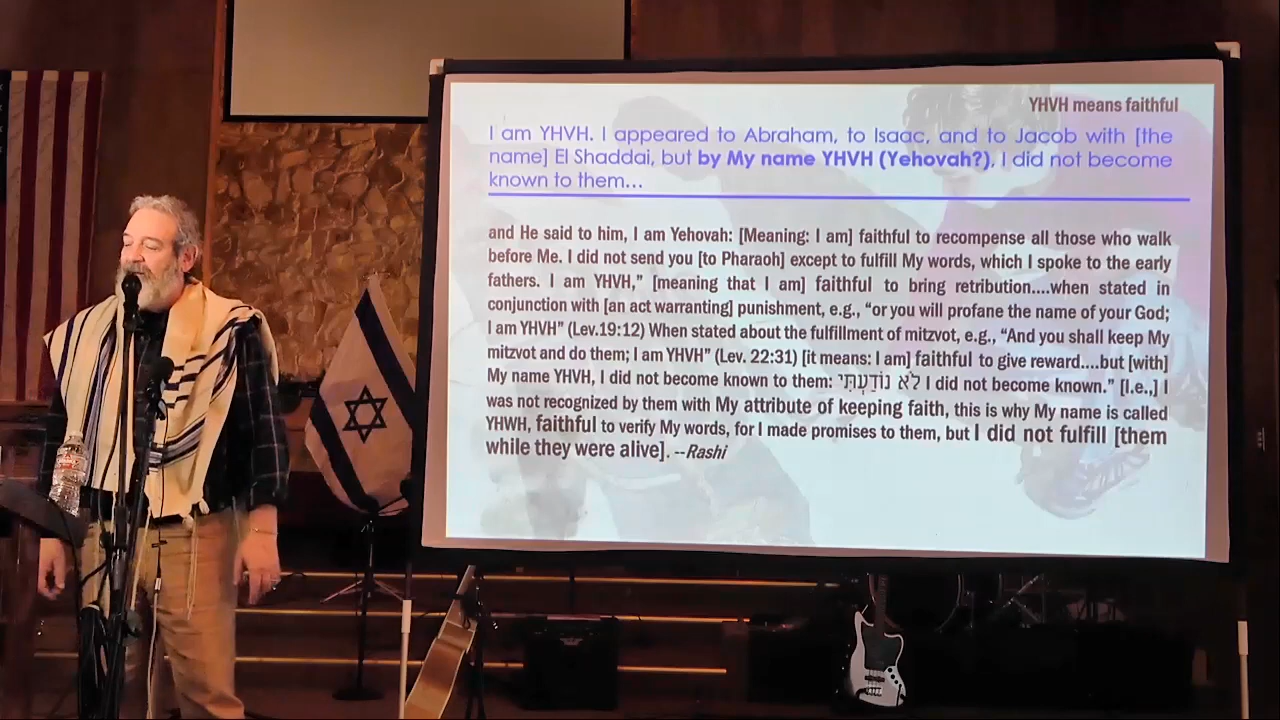 YHVH means faithful
I am YHVH. I appeared to Abraham, to Isaac, and to Jacob with [the
name] El Shaddai, but by My name YHVH (Yehovah?), I did not become
known to them...
and He said to him, I am Yehovah: [Meaning: I am] faithful to recompense all those who walk
before Me. I did not send you [to Pharaoh] except to fulfill My words, which I spoke to the early
fathers. I am YHVH,” [meaning that I am] faithful to bring retribution....when stated in
conjunction with [an act warranting] punishment, e.g., “or you will profane the name of your God;
I am YHVH” (Lev.19:12) When stated about the fulfillment of mitzvot, e.g., “And you shall keep My
mitzvot and do them; I am YHVH” (Lev. 22:31) [it means: I am] faithful to give reward....but [with]
My name YHVH, I did not become known to them: לֹא נוֹדַעְתִּי I did not become known.” [I.e.,] I
was not recognized by them with My attribute of keeping faith, this is why My name is called
YHWH, faithful to verify My words, for I made promises to them, but I did not fulfill [them
while they were alive]. --Rashi